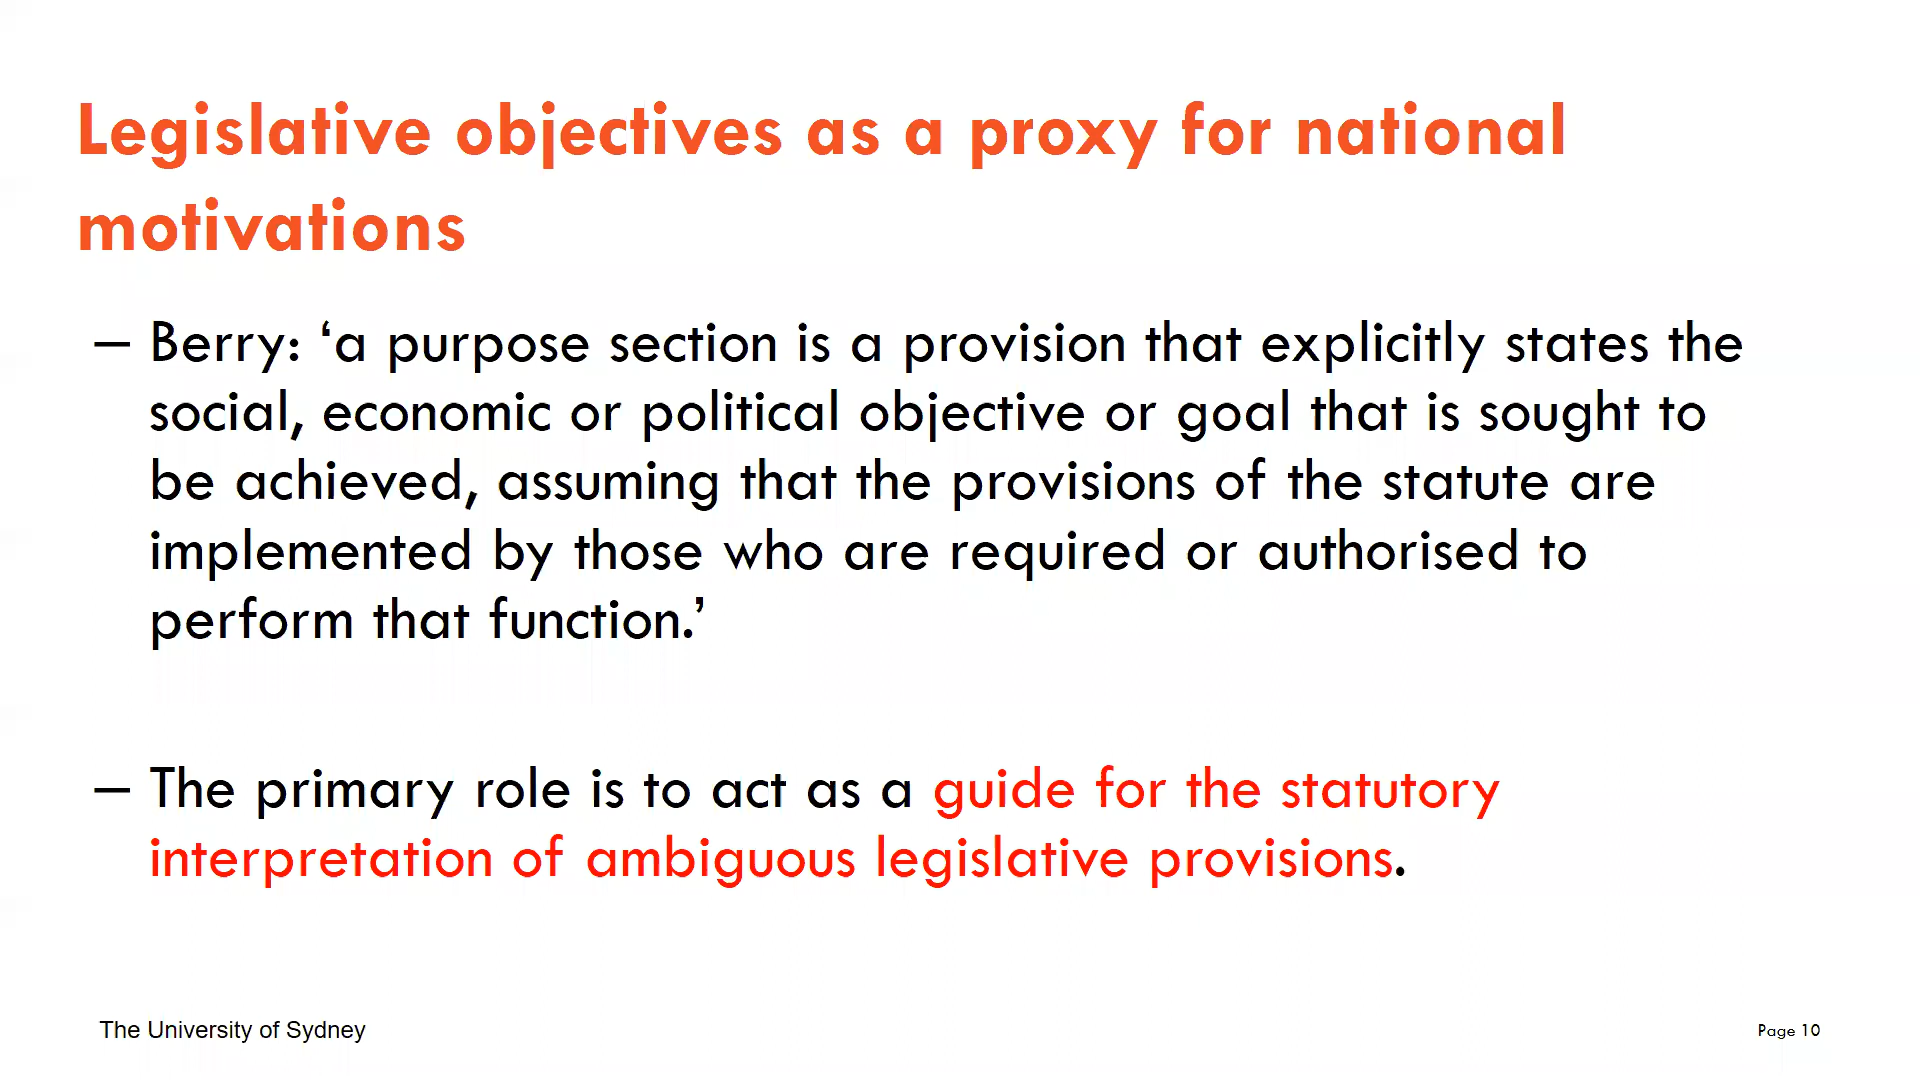 Legislative objectives as a proxy for national
motivations
– Berry: ‘a purpose section is a provision that explicitly states the
social, economic or political objective or goal that is sought to
be achieved, assuming that the provisions of the statute are
implemented by those who are required or authorised to
perform that function.’
– The primary role is to act as a guide for the statutory
interpretation of ambiguous legislative provisions.
The University of Sydney
Page 10